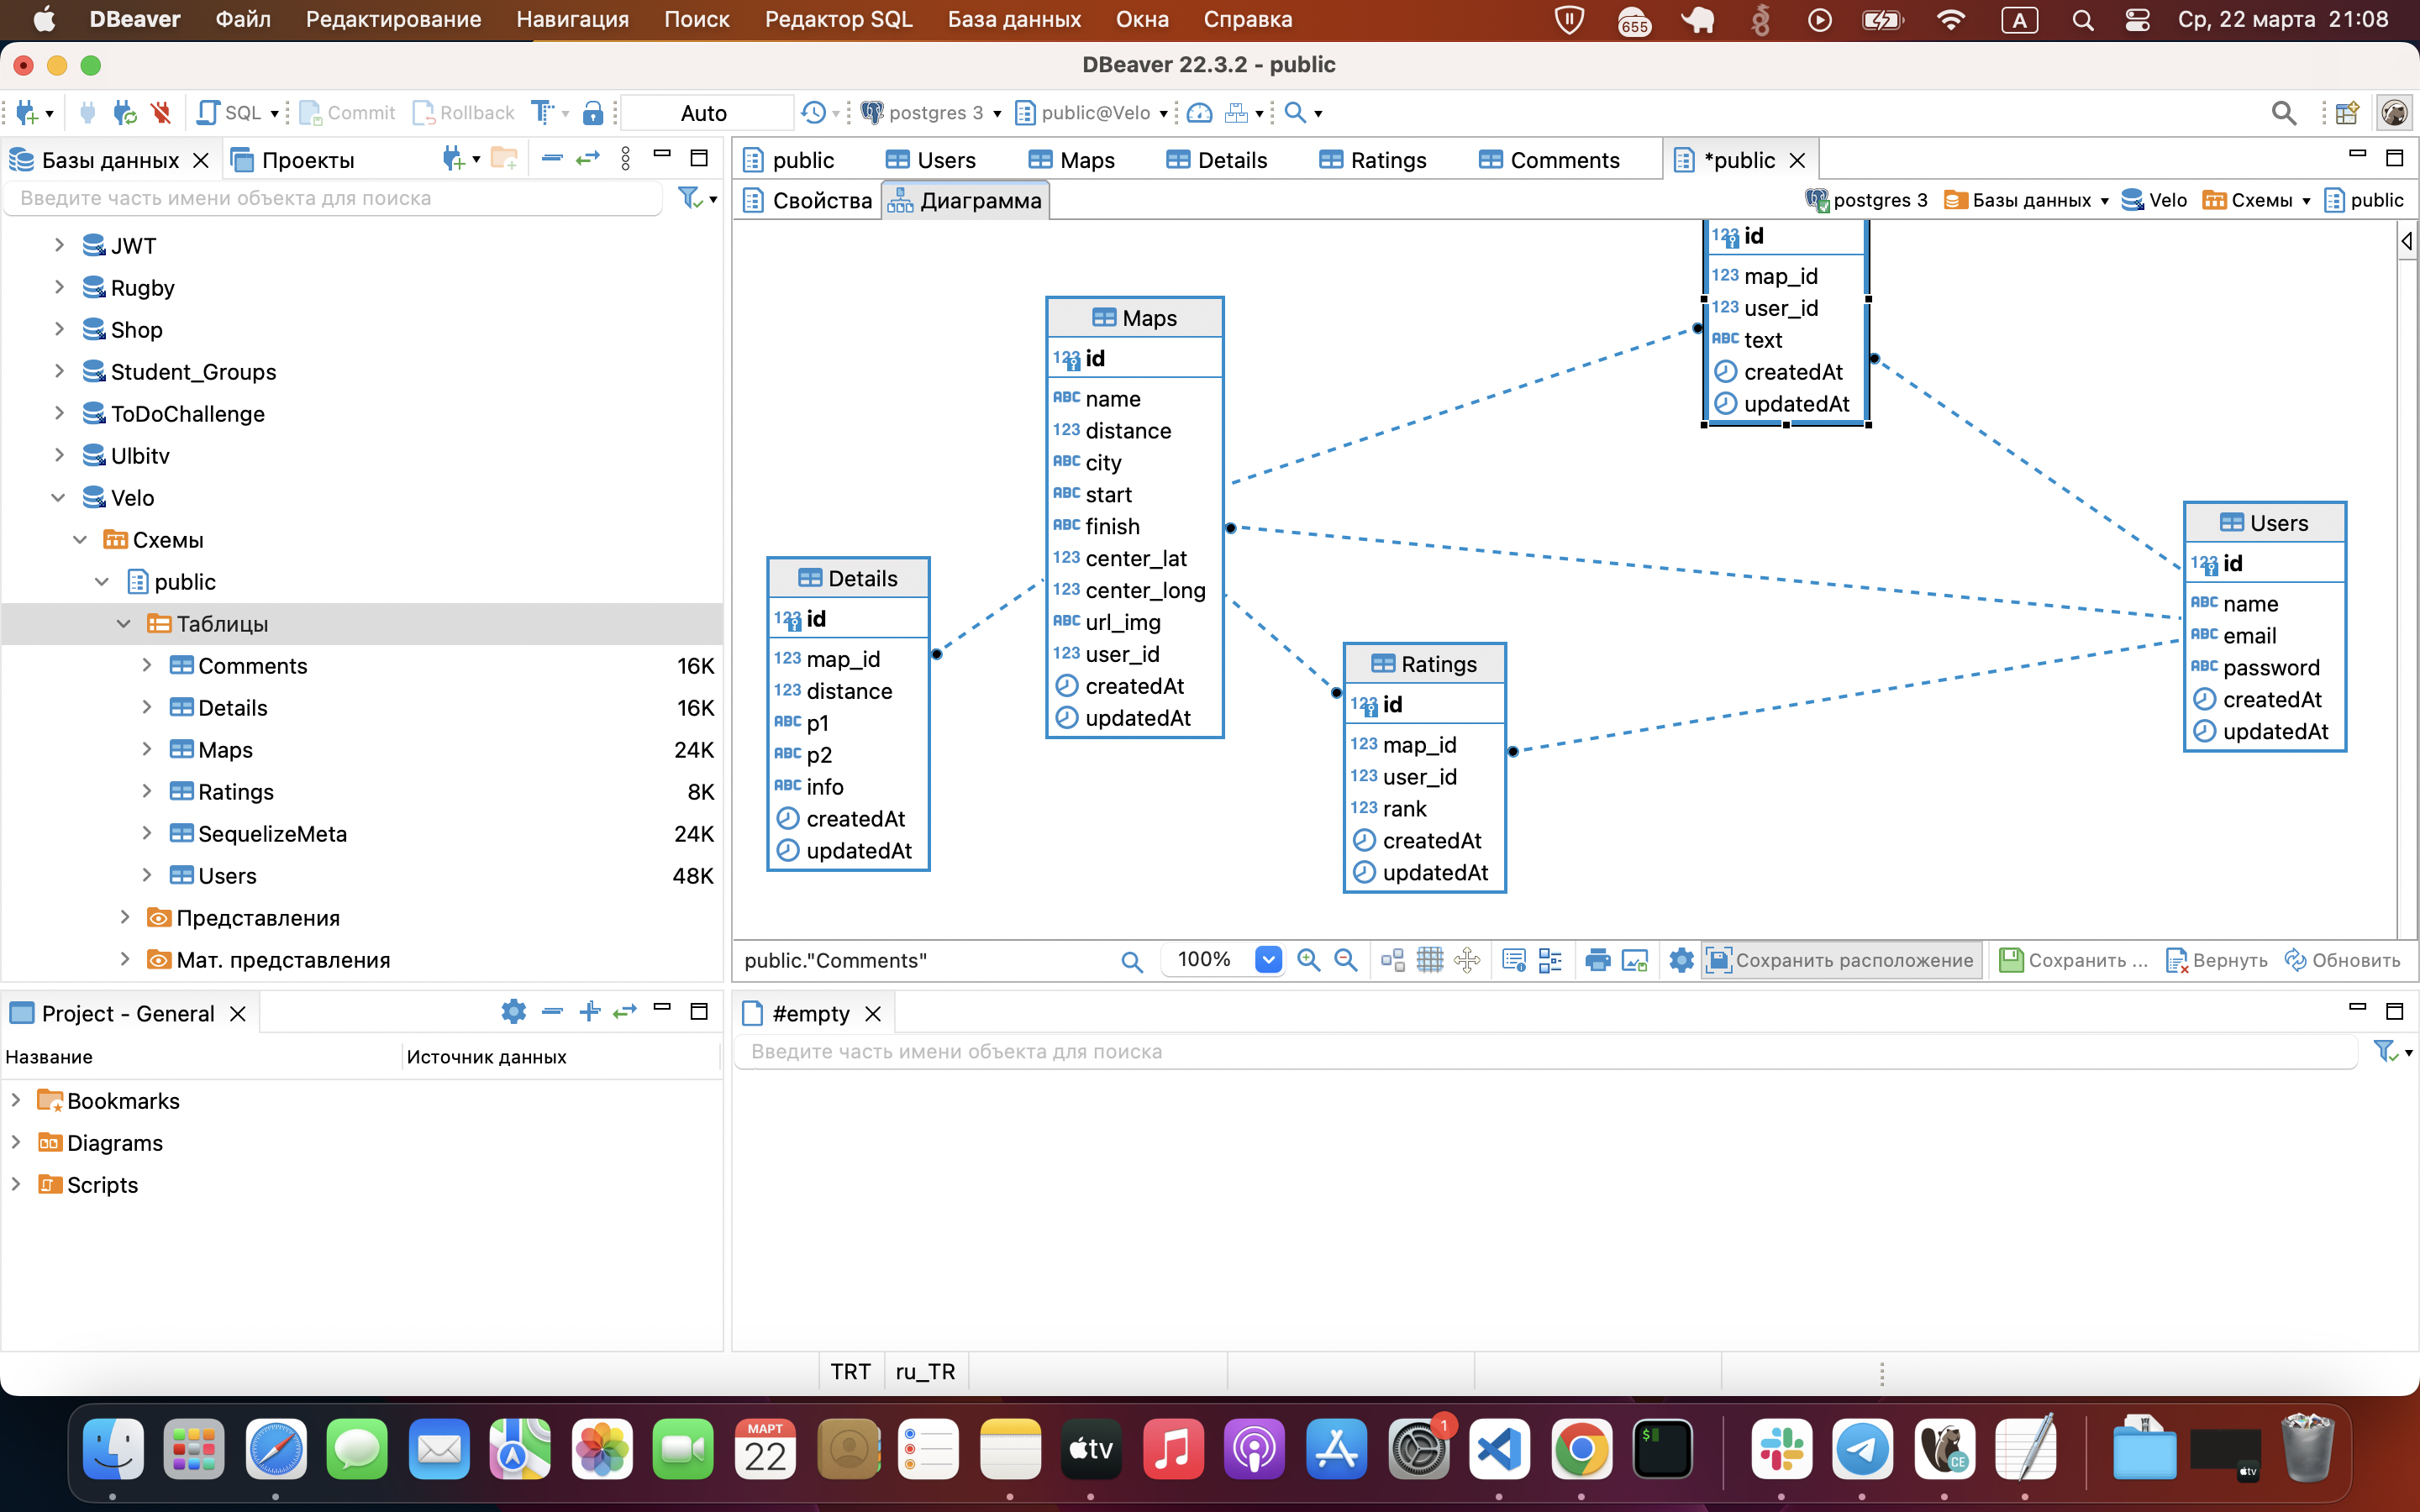 DBeaver Файл Редактирование Навигация Поиск Редактор SQL База данных Окна Справка 655 A Ср, 22 марта 21:08
DBeaver 22.3.2 - public
SQL Commit Rollback Auto postgres 3 public@Velo
Базы данных Проекты
Введите часть имени объекта для поиска
JWT
Rugby
Shop
Student_Groups
ToDoChallenge
Ulbitv
Velo
Схемы
public
Таблицы
Comments 16K
Details 16K
Maps 24K
Ratings 8K
SequelizeMeta 24K
Users 48K
Представления
Мат. представления
public Users Maps Details Ratings Comments *public
Свойства Диаграмма postgres 3 Базы данных Velo Схемы public
123 id
123 map_id
123 user_id
ABC text
createdAt
updatedAt
Maps
123 id
ABC name
123 distance
ABC city
ABC start
ABC finish
123 center_lat
123 center_long
ABC url_img
123 user_id
createdAt
updatedAt
Details
123 id
123 map_id
123 distance
ABC p1
ABC p2
ABC info
createdAt
updatedAt
Ratings
123 id
123 map_id
123 user_id
123 rank
createdAt
updatedAt
Users
123 id
ABC name
ABC email
ABC password
createdAt
updatedAt
public."Comments" 100% Сохранить расположение Сохранить ... Вернуть Обновить
Project - General
Название Источник данных
Bookmarks
Diagrams
Scripts
#empty
Введите часть имени объекта для поиска
TRT ru_TR
МАРТ
22
tv
1
$
CE
tv